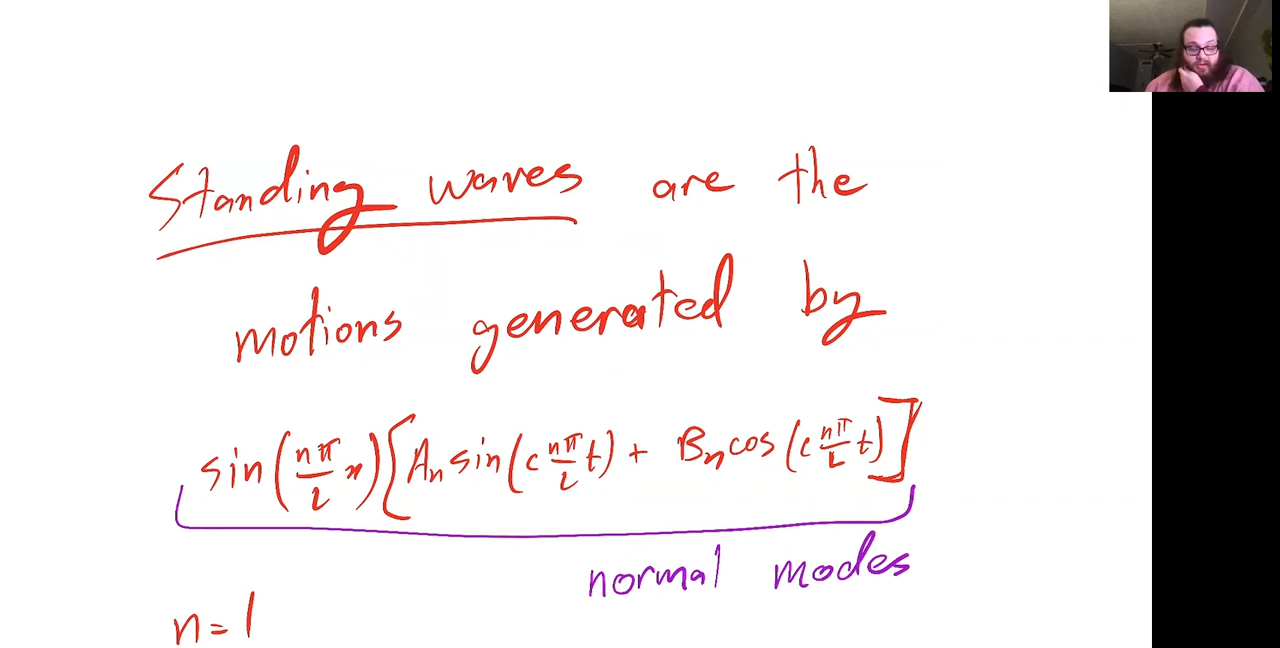 Standing waves are the
motions generated by
sin(nπ/L x)[Aₙ sin(c nπ/L t) + Bₙ cos(c nπ/L t)]
normal modes
n=1